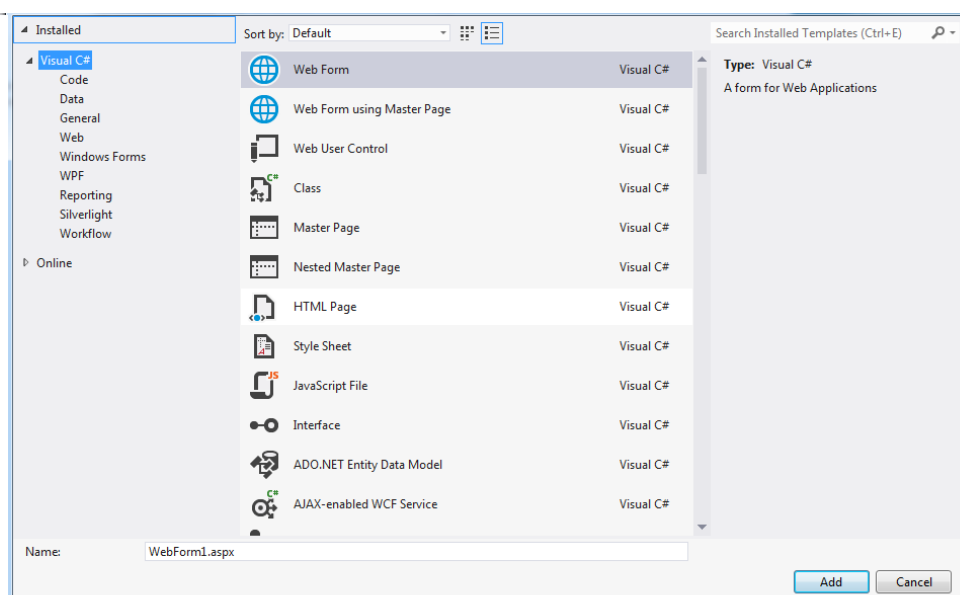 Installed
Sort by: Default
Search Installed Templates (Ctrl+E)
Visual C#
Code
Data
General
Web
Windows Forms
WPF
Reporting
Silverlight
Workflow
Online
Web Form Visual C#
Web Form using Master Page Visual C#
Web User Control Visual C#
C#
Class Visual C#
Master Page Visual C#
Nested Master Page Visual C#
HTML Page Visual C#
Style Sheet Visual C#
JS
JavaScript File Visual C#
Interface Visual C#
ADO.NET Entity Data Model Visual C#
C#
AJAX-enabled WCF Service Visual C#
Type: Visual C#
A form for Web Applications
Name: WebForm1.aspx
Add Cancel